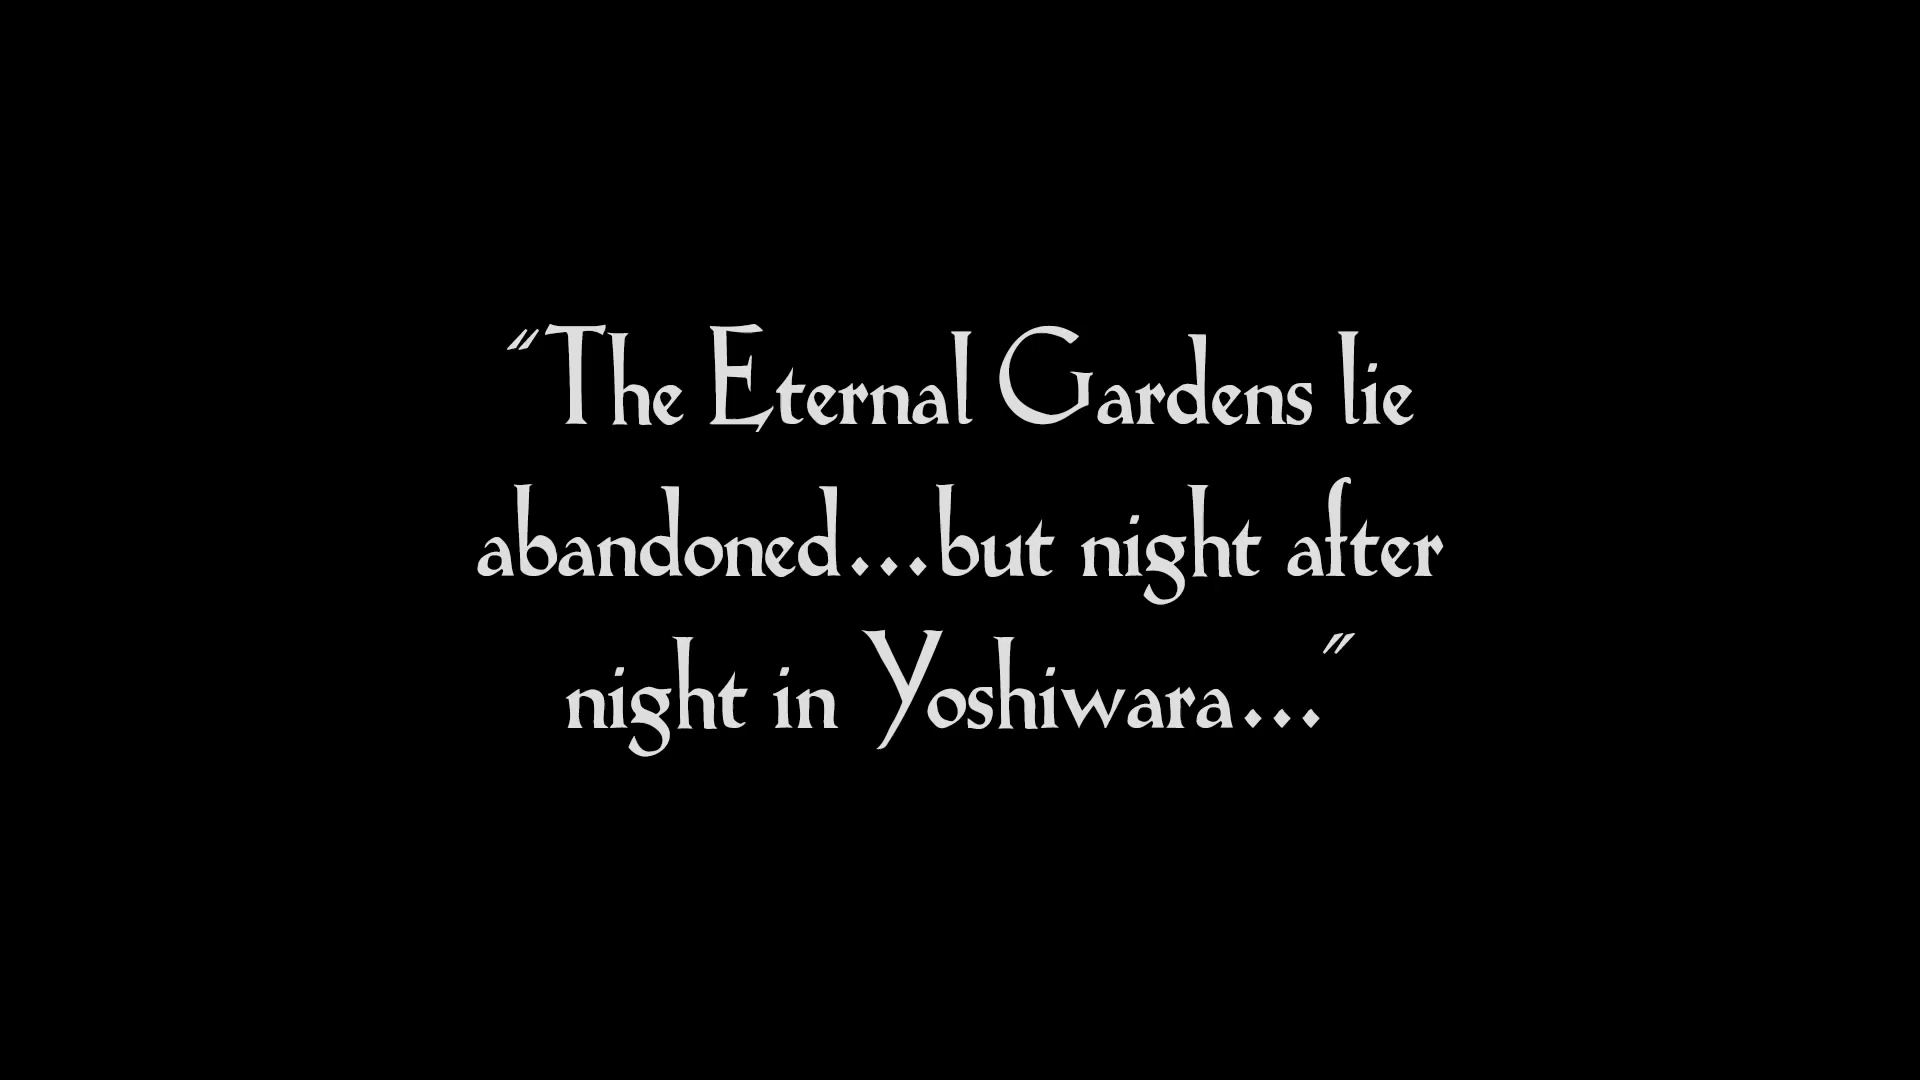 “The Eternal Gardens lie
abandoned...but night after
night in Yoshiwara...”